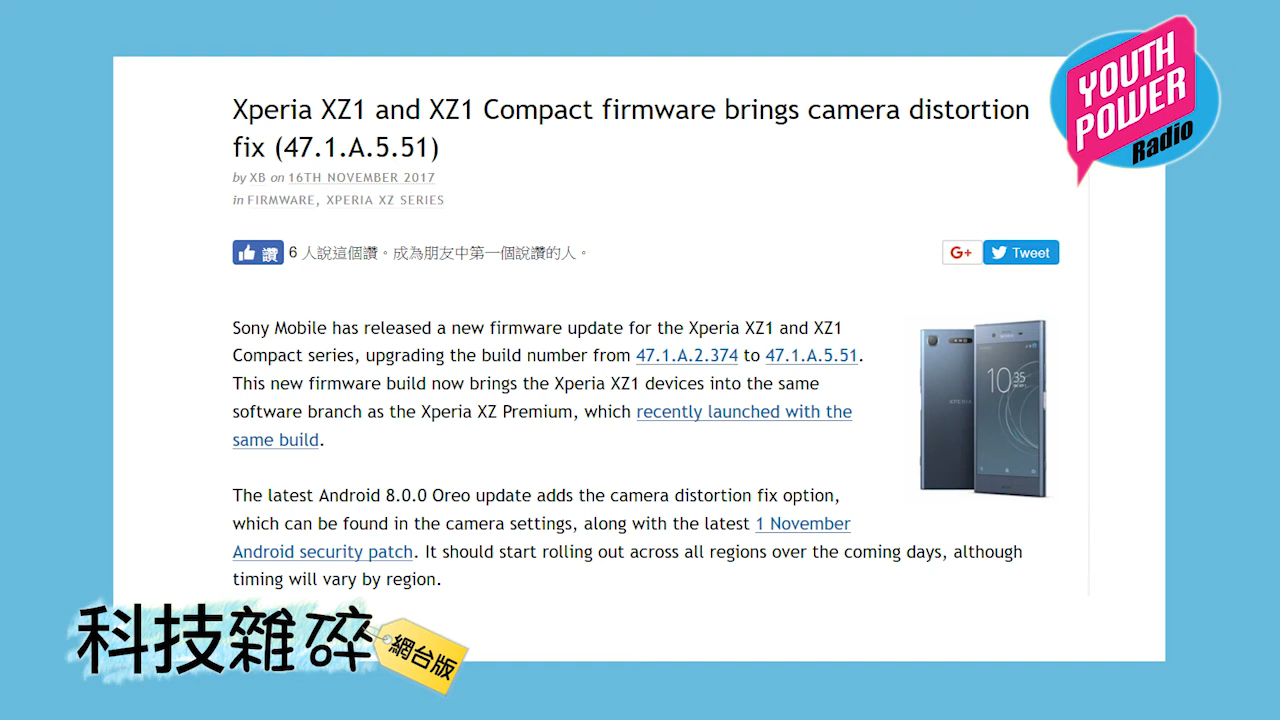 Xperia XZ1 and XZ1 Compact firmware brings camera distortion
fix (47.1.A.5.51)
by XB on 16TH NOVEMBER 2017
in FIRMWARE, XPERIA XZ SERIES
讚 6 人說這個讚。成為朋友中第一個說讚的人。
G+ Tweet
Sony Mobile has released a new firmware update for the Xperia XZ1 and XZ1
Compact series, upgrading the build number from 47.1.A.2.374 to 47.1.A.5.51.
This new firmware build now brings the Xperia XZ1 devices into the same
software branch as the Xperia XZ Premium, which recently launched with the
same build.
The latest Android 8.0.0 Oreo update adds the camera distortion fix option,
which can be found in the camera settings, along with the latest 1 November
Android security patch. It should start rolling out across all regions over the coming days, although
timing will vary by region.
XPERIA
10:35
YOUTH
POWER
Radio
科技雜碎
網台版